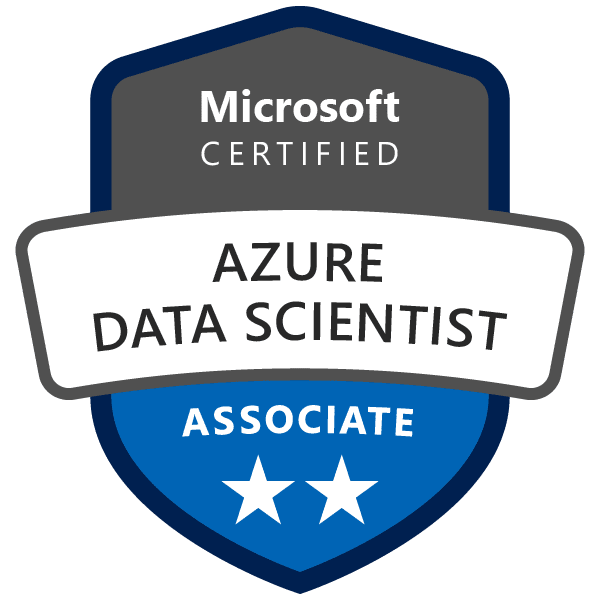 Microsoft
CERTIFIED
AZURE
DATA SCIENTIST
ASSOCIATE